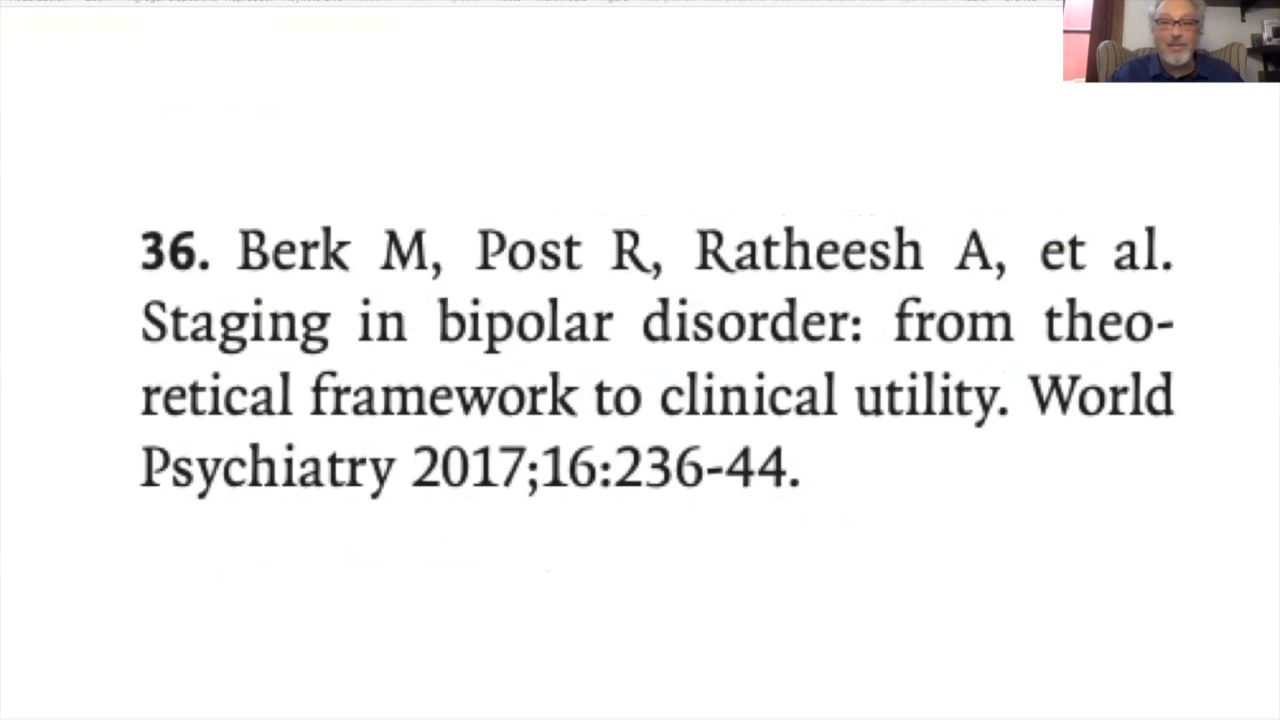 36. Berk M, Post R, Ratheesh A, et al.
Staging in bipolar disorder: from theo-
retical framework to clinical utility. World
Psychiatry 2017;16:236-44.